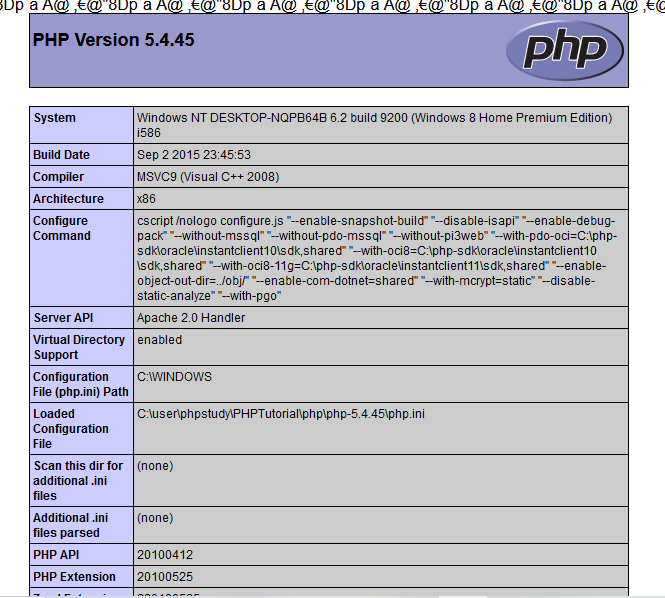 8Dp a A@ ,€@"8Dp a A@ ,€@"8Dp a A@ ,€@"8Dp a A@ ,€@"8Dp a A@ ,€@"8Dp a A@ ,€@
PHP Version 5.4.45
php
System Windows NT DESKTOP-NQPB64B 6.2 build 9200 (Windows 8 Home Premium Edition)
i586
Build Date Sep 2 2015 23:45:53
Compiler MSVC9 (Visual C++ 2008)
Architecture x86
Configure cscript /nologo configure.js "--enable-snapshot-build" "--disable-isapi" "--enable-debug-
Command pack" "--without-mssql" "--without-pdo-mssql" "--without-pi3web" "--with-pdo-oci=C:\php-
sdk\oracle\instantclient10\sdk,shared" "--with-oci8=C:\php-sdk\oracle\instantclient10
\sdk,shared" "--with-oci8-11g=C:\php-sdk\oracle\instantclient11\sdk,shared" "--enable-
object-out-dir=../obj/" "--enable-com-dotnet=shared" "--with-mcrypt=static" "--disable-
static-analyze" "--with-pgo"
Server API Apache 2.0 Handler
Virtual Directory enabled
Support
Configuration C:\WINDOWS
File (php.ini) Path
Loaded C:\user\phpstudy\PHPTutorial\php\php-5.4.45\php.ini
Configuration
File
Scan this dir for (none)
additional .ini
files
Additional .ini (none)
files parsed
PHP API 20100412
PHP Extension 20100525